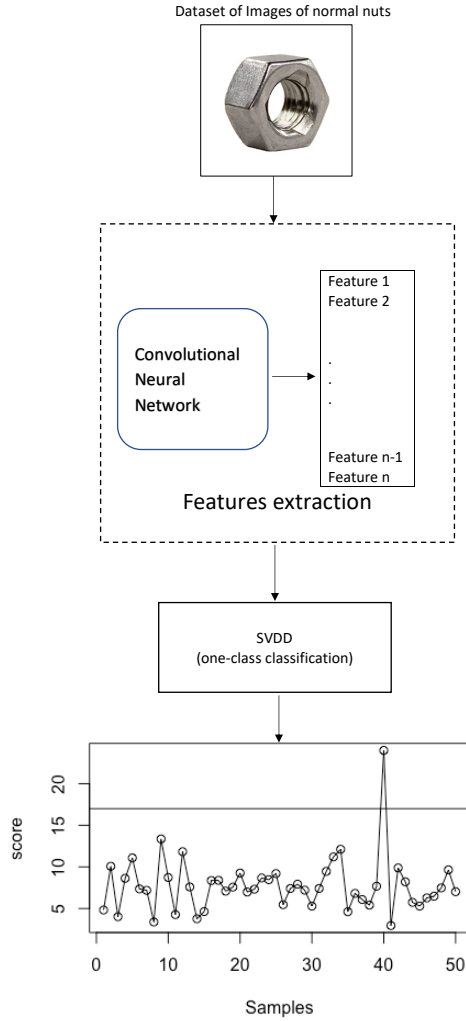 Dataset of Images of normal nuts
Convolutional
Neural
Network
Feature 1
Feature 2
.
.
.
Feature n-1
Feature n
Features extraction
SVDD
(one-class classification)
score
20
15
10
5
0 10 20 30 40 50
Samples